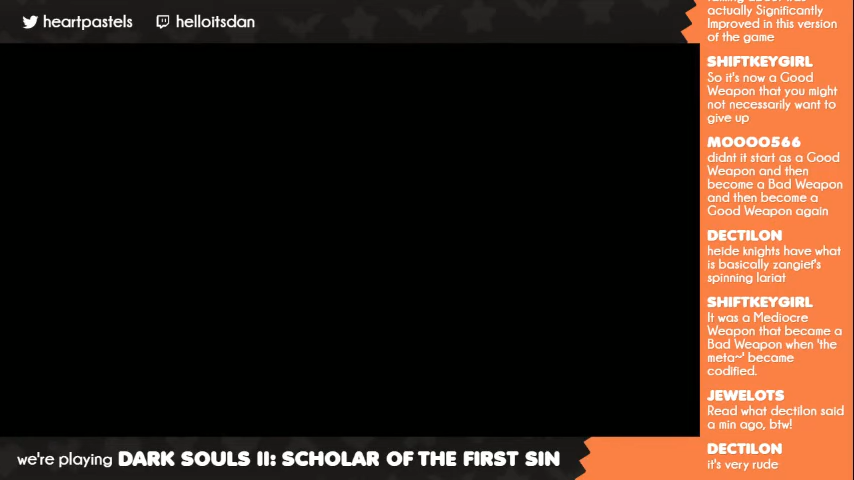 heartpastels helloitsdan
actually Significantly
Improved in this version
of the game
SHIFTKEYGIRL
So it's now a Good
Weapon that you might
not necessarily want to
give up
MOOOO566
didnt it start as a Good
Weapon and then
become a Bad Weapon
and then become a
Good Weapon again
DECTILON
heide knights have what
is basically zangief's
spinning lariat
SHIFTKEYGIRL
It was a Mediocre
Weapon that became a
Bad Weapon when 'the
meta~' became
codified.
JEWELOTS
Read what dectilon said
a min ago, btw!
DECTILON
it's very rude
we're playing DARK SOULS II: SCHOLAR OF THE FIRST SIN